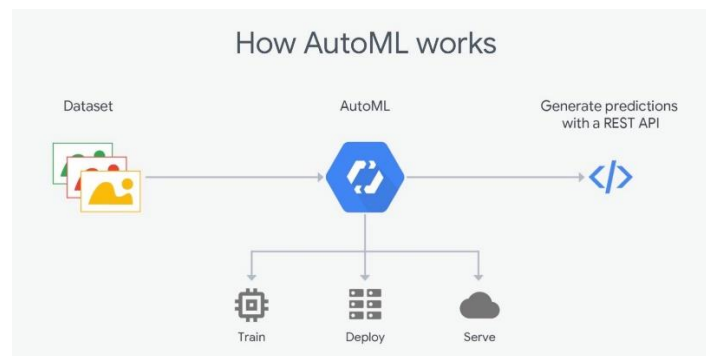 How AutoML works
Dataset
AutoML
Generate predictions
with a REST API
</>
Train
Deploy
Serve